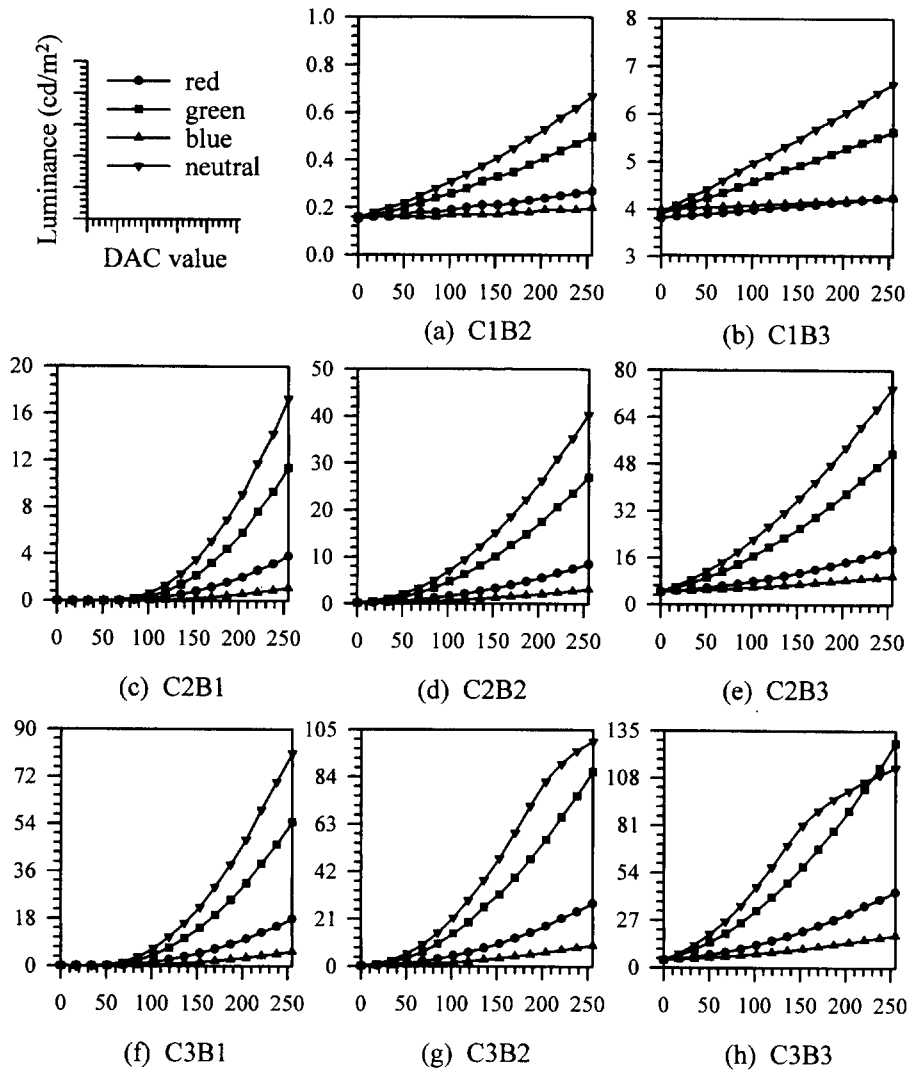 Luminance (cd/m²)
red
green
blue
neutral
DAC value
1.0
0.8
0.6
0.4
0.2
0.0
0 50 100 150 200 250
(a) C1B2
8
7
6
5
4
3
0 50 100 150 200 250
(b) C1B3
20
16
12
8
4
0
0 50 100 150 200 250
(c) C2B1
50
40
30
20
10
0
0 50 100 150 200 250
(d) C2B2
80
64
48
32
16
0
0 50 100 150 200 250
(e) C2B3
90
72
54
36
18
0
0 50 100 150 200 250
(f) C3B1
105
84
63
42
21
0
0 50 100 150 200 250
(g) C3B2
135
108
81
54
27
0
0 50 100 150 200 250
(h) C3B3